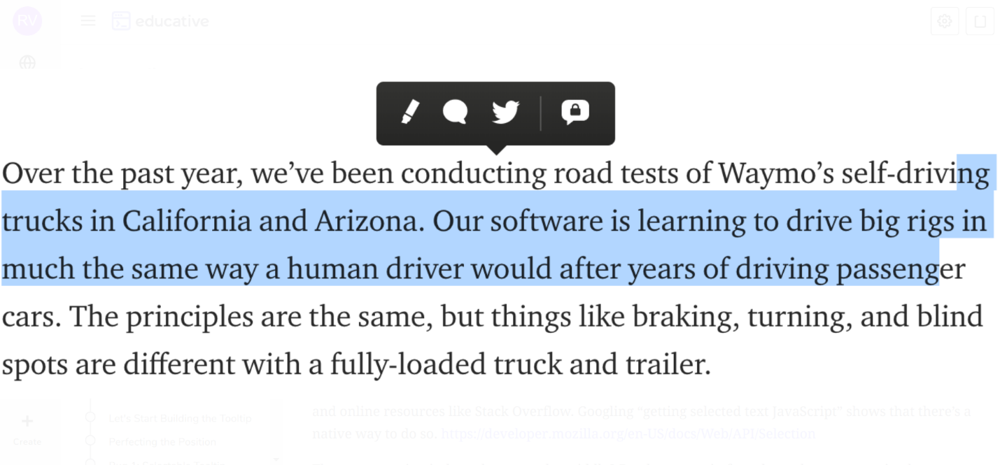 RV
educative
Over the past year, we’ve been conducting road tests of Waymo’s self-driving
trucks in California and Arizona. Our software is learning to drive big rigs in
much the same way a human driver would after years of driving passenger
cars. The principles are the same, but things like braking, turning, and blind
spots are different with a fully-loaded truck and trailer.
Create
Let's Start Building the Tooltip
Perfecting the Position
and online resources like Stack Overflow. Googling “getting selected text JavaScript” shows that there’s a
native way to do so. https://developer.mozilla.org/en-US/docs/Web/API/Selection